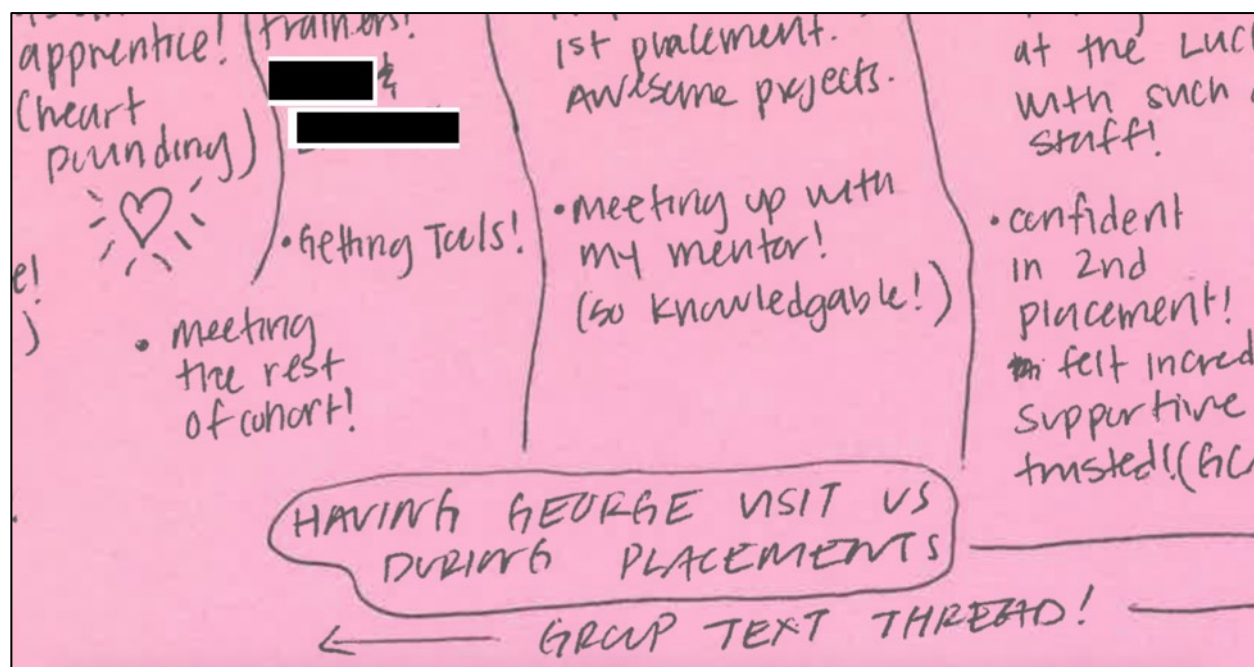 apprentice!
(heart
pounding)
e!
)
• meeting
the rest
of cohort!
trainers!
&
• Getting Tools!
1st placement.
Awesome projects.
• meeting up with
my mentor!
(so knowledgable!)
at the
with such
staff!
• confident
in 2nd
placement!
felt incred
supportive
trusted! (GC
HAVING GEORGE VISIT US
DURING PLACEMENTS
← GROUP TEXT THREAD!